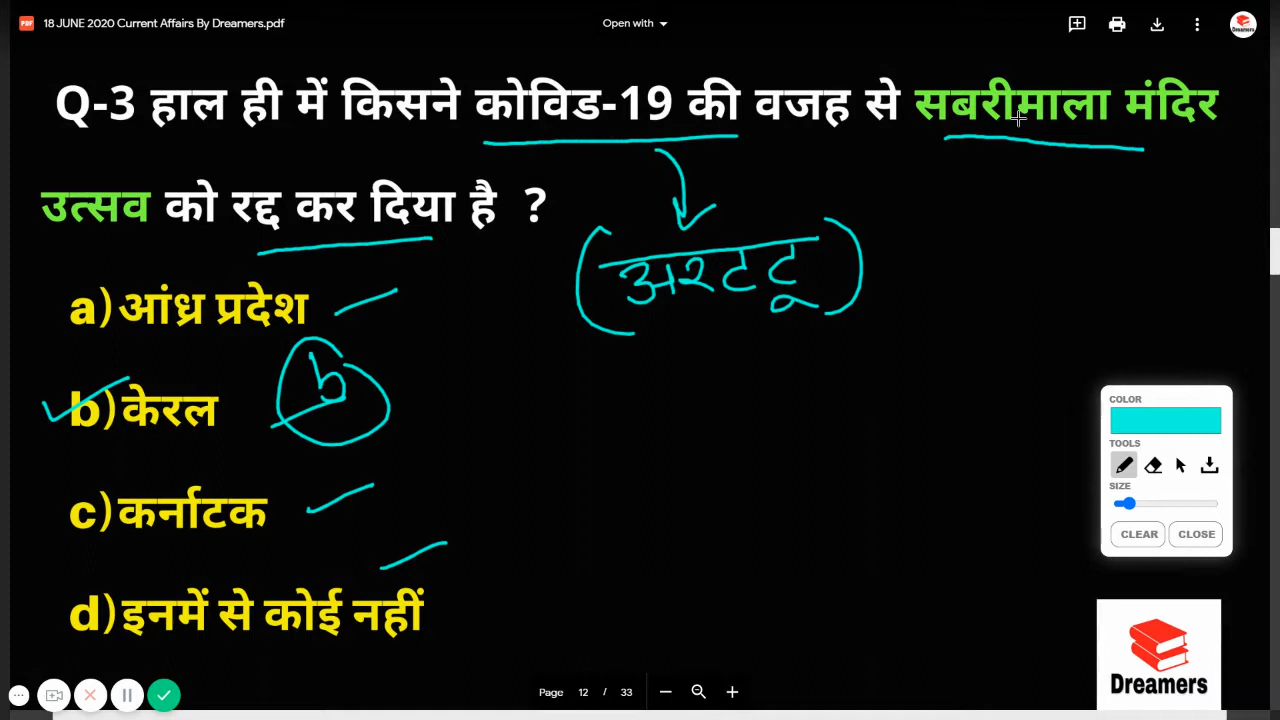 18 JUNE 2020 Current Affairs By Dreamers.pdf
Open with
Q-3 हाल ही में किसने कोविड-19 की वजह से सबरीमाला मंदिर
उत्सव को रद्द कर दिया है ?
(अरटटू)
a)आंध्र प्रदेश
b)केरल
b
c)कर्नाटक
d)इनमें से कोई नहीं
COLOR
TOOLS
SIZE
CLEAR CLOSE
Dreamers
Page 12 / 33